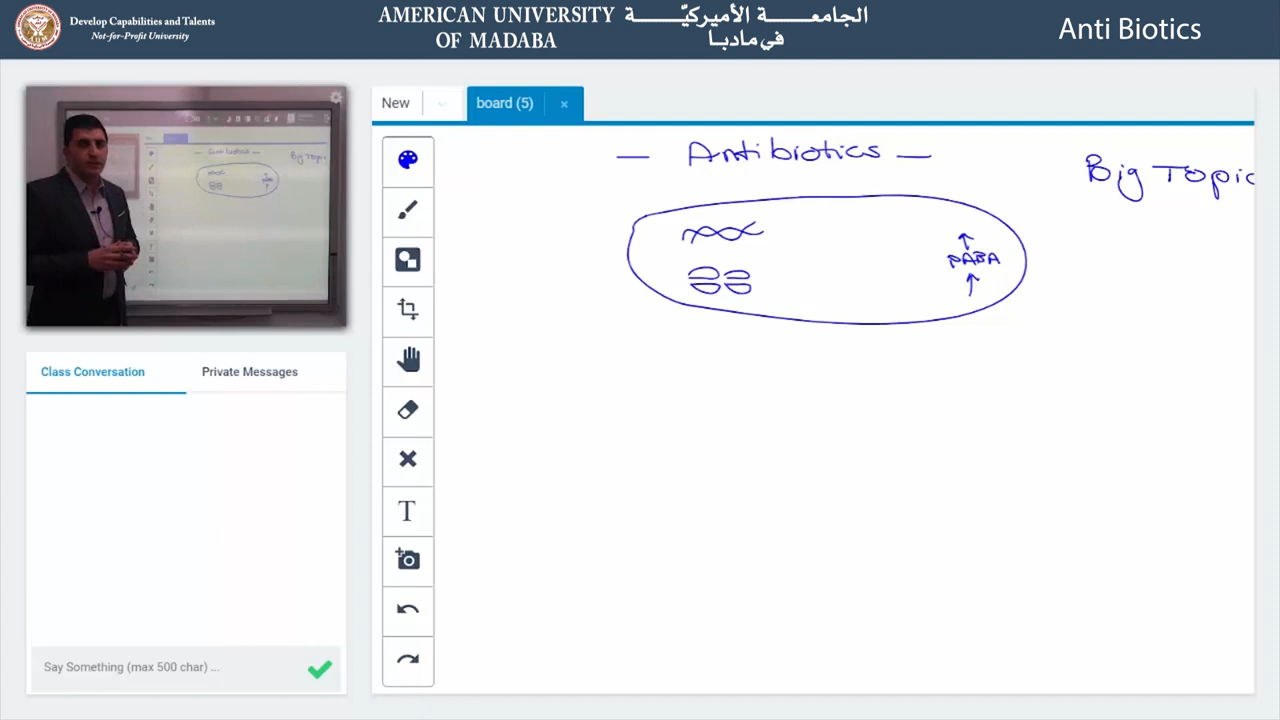 Develop Capabilities and Talents
Not-for-Profit University
AMERICAN UNIVERSITY
OF MADABA
الجامعـــــة الأميركيّـــــة
في مادبـا
Anti Biotics
New
board (5)
Antibiotics
Big Topic
PABA
Class Conversation
Private Messages
T
Say Something (max 500 char) ...